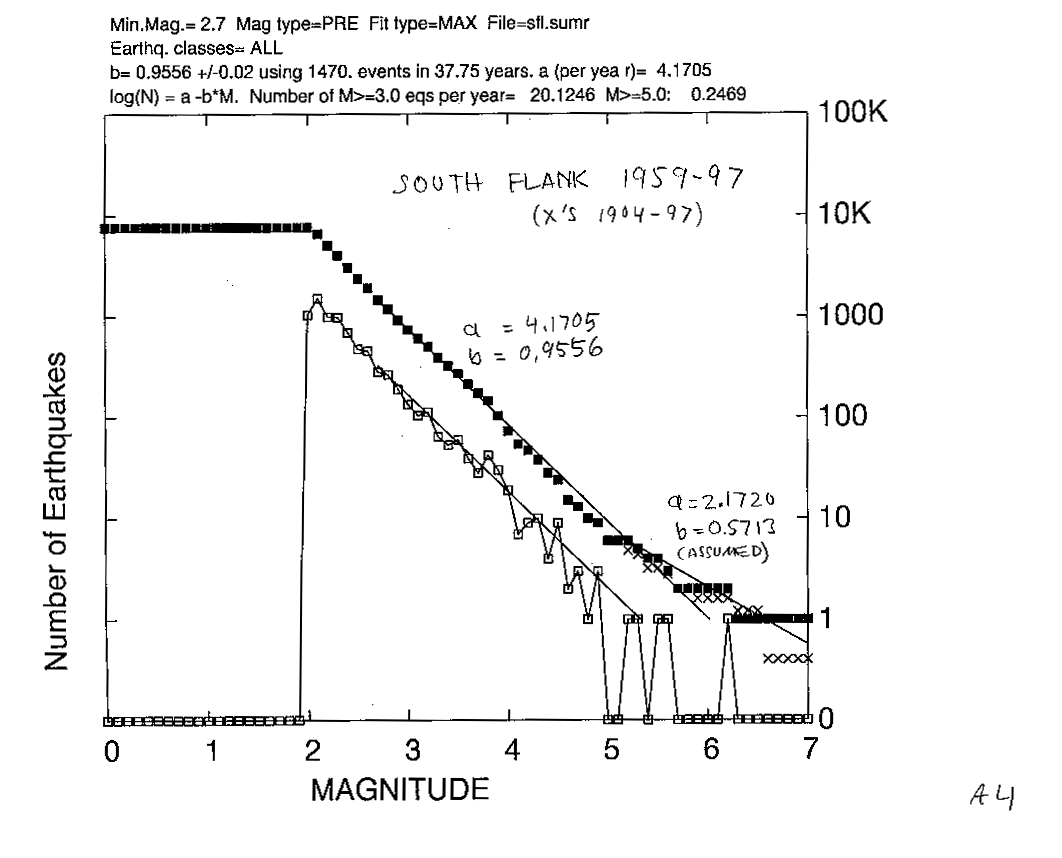 Min.Mag.= 2.7 Mag type=PRE Fit type=MAX File=sfl.sumr
Earthq. classes= ALL
b= 0.9556 +/-0.02 using 1470. events in 37.75 years. a (per yea r)= 4.1705
log(N) = a -b*M. Number of M>=3.0 eqs per year= 20.1246 M>=5.0: 0.2469
100K
SOUTH FLANK 1959-97
(X'S 1904-97)
10K
1000
a = 4.1705
b = 0.9556
100
a=2.1720
b=0.5713
(ASSUMED)
10
1
0
Number of Earthquakes
0 1 2 3 4 5 6 7
MAGNITUDE
A4